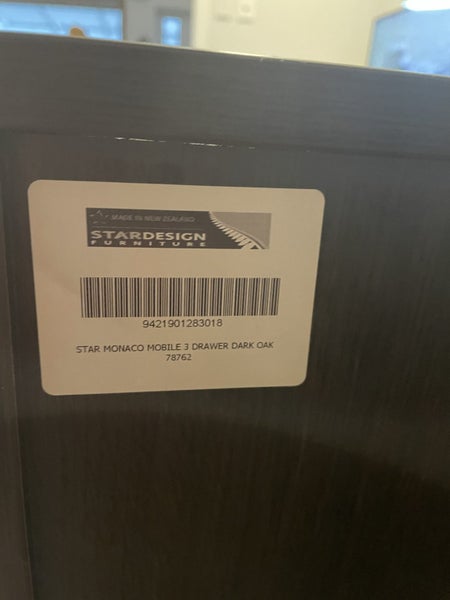 MADE IN NEW ZEALAND
STARDESIGN
FURNITURE
9421901283018
STAR MONACO MOBILE 3 DRAWER DARK OAK
78762